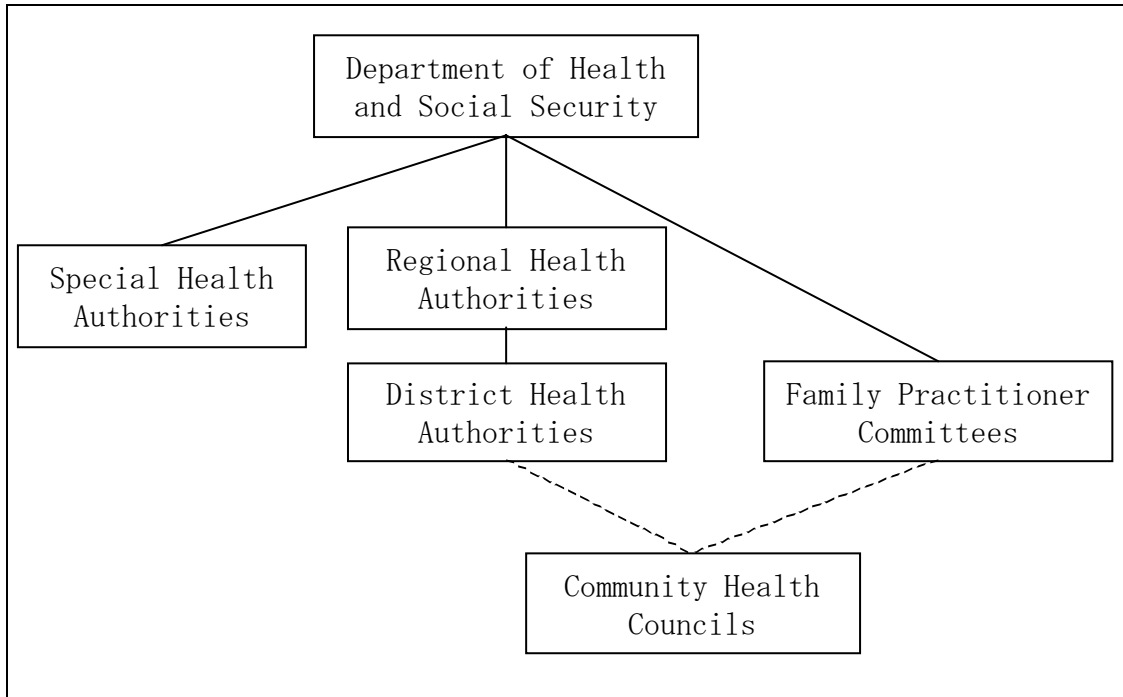 Department of Health
and Social Security
Special Health
Authorities
Regional Health
Authorities
District Health
Authorities
Family Practitioner
Committees
Community Health
Councils